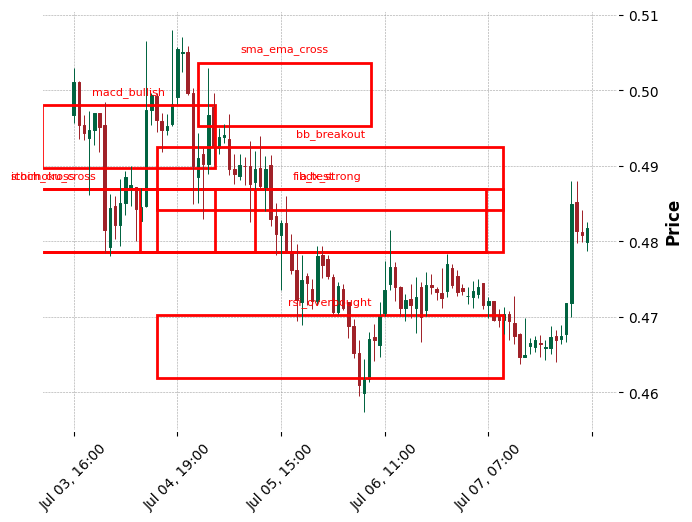 0.51
sma_ema_cross
macd_bullish
0.50
bb_breakout
0.49
Price
0.48
rsi_overbought
0.47
0.46
Jul 03, 16:00
Jul 04, 19:00
Jul 05, 15:00
Jul 06, 11:00
Jul 07, 07:00